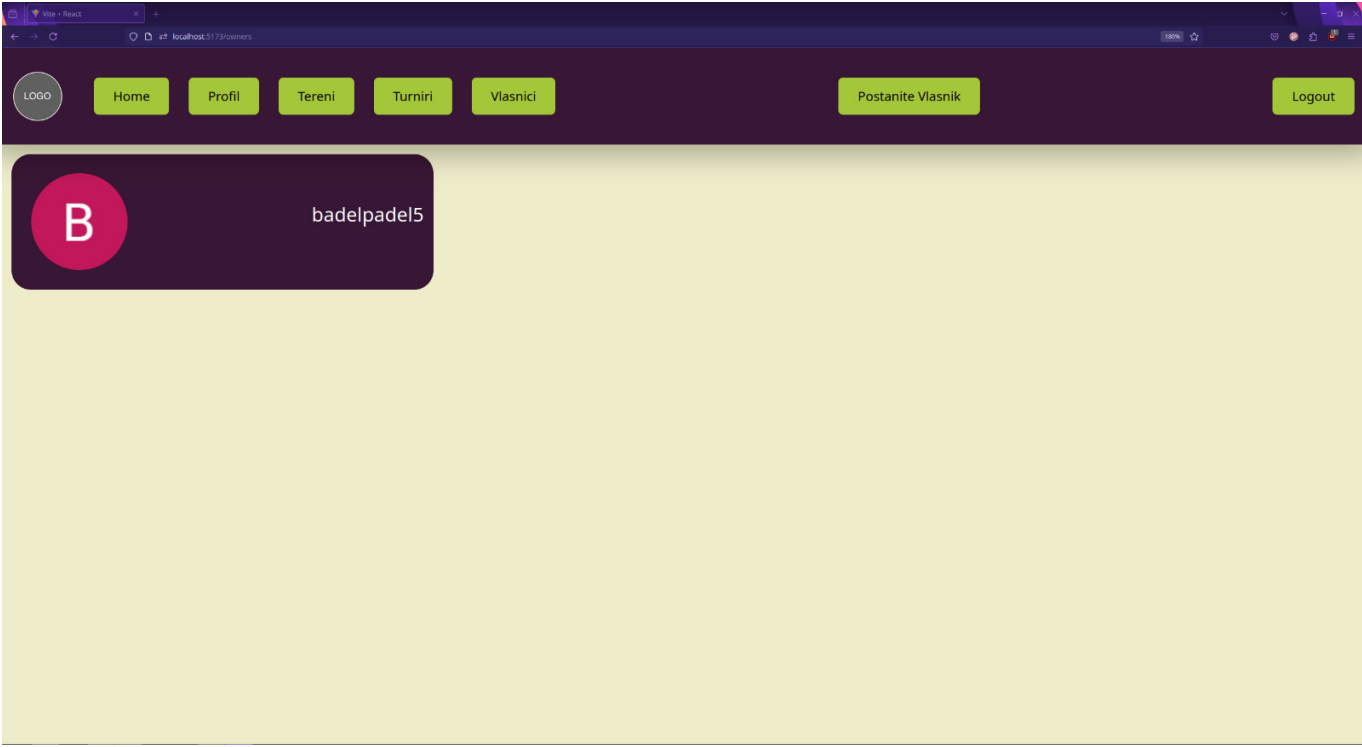 Vite + React
localhost:5173/owners
180%
LOGO
Home
Profil
Tereni
Turniri
Vlasnici
Postanite Vlasnik
Logout
B
badelpadel5